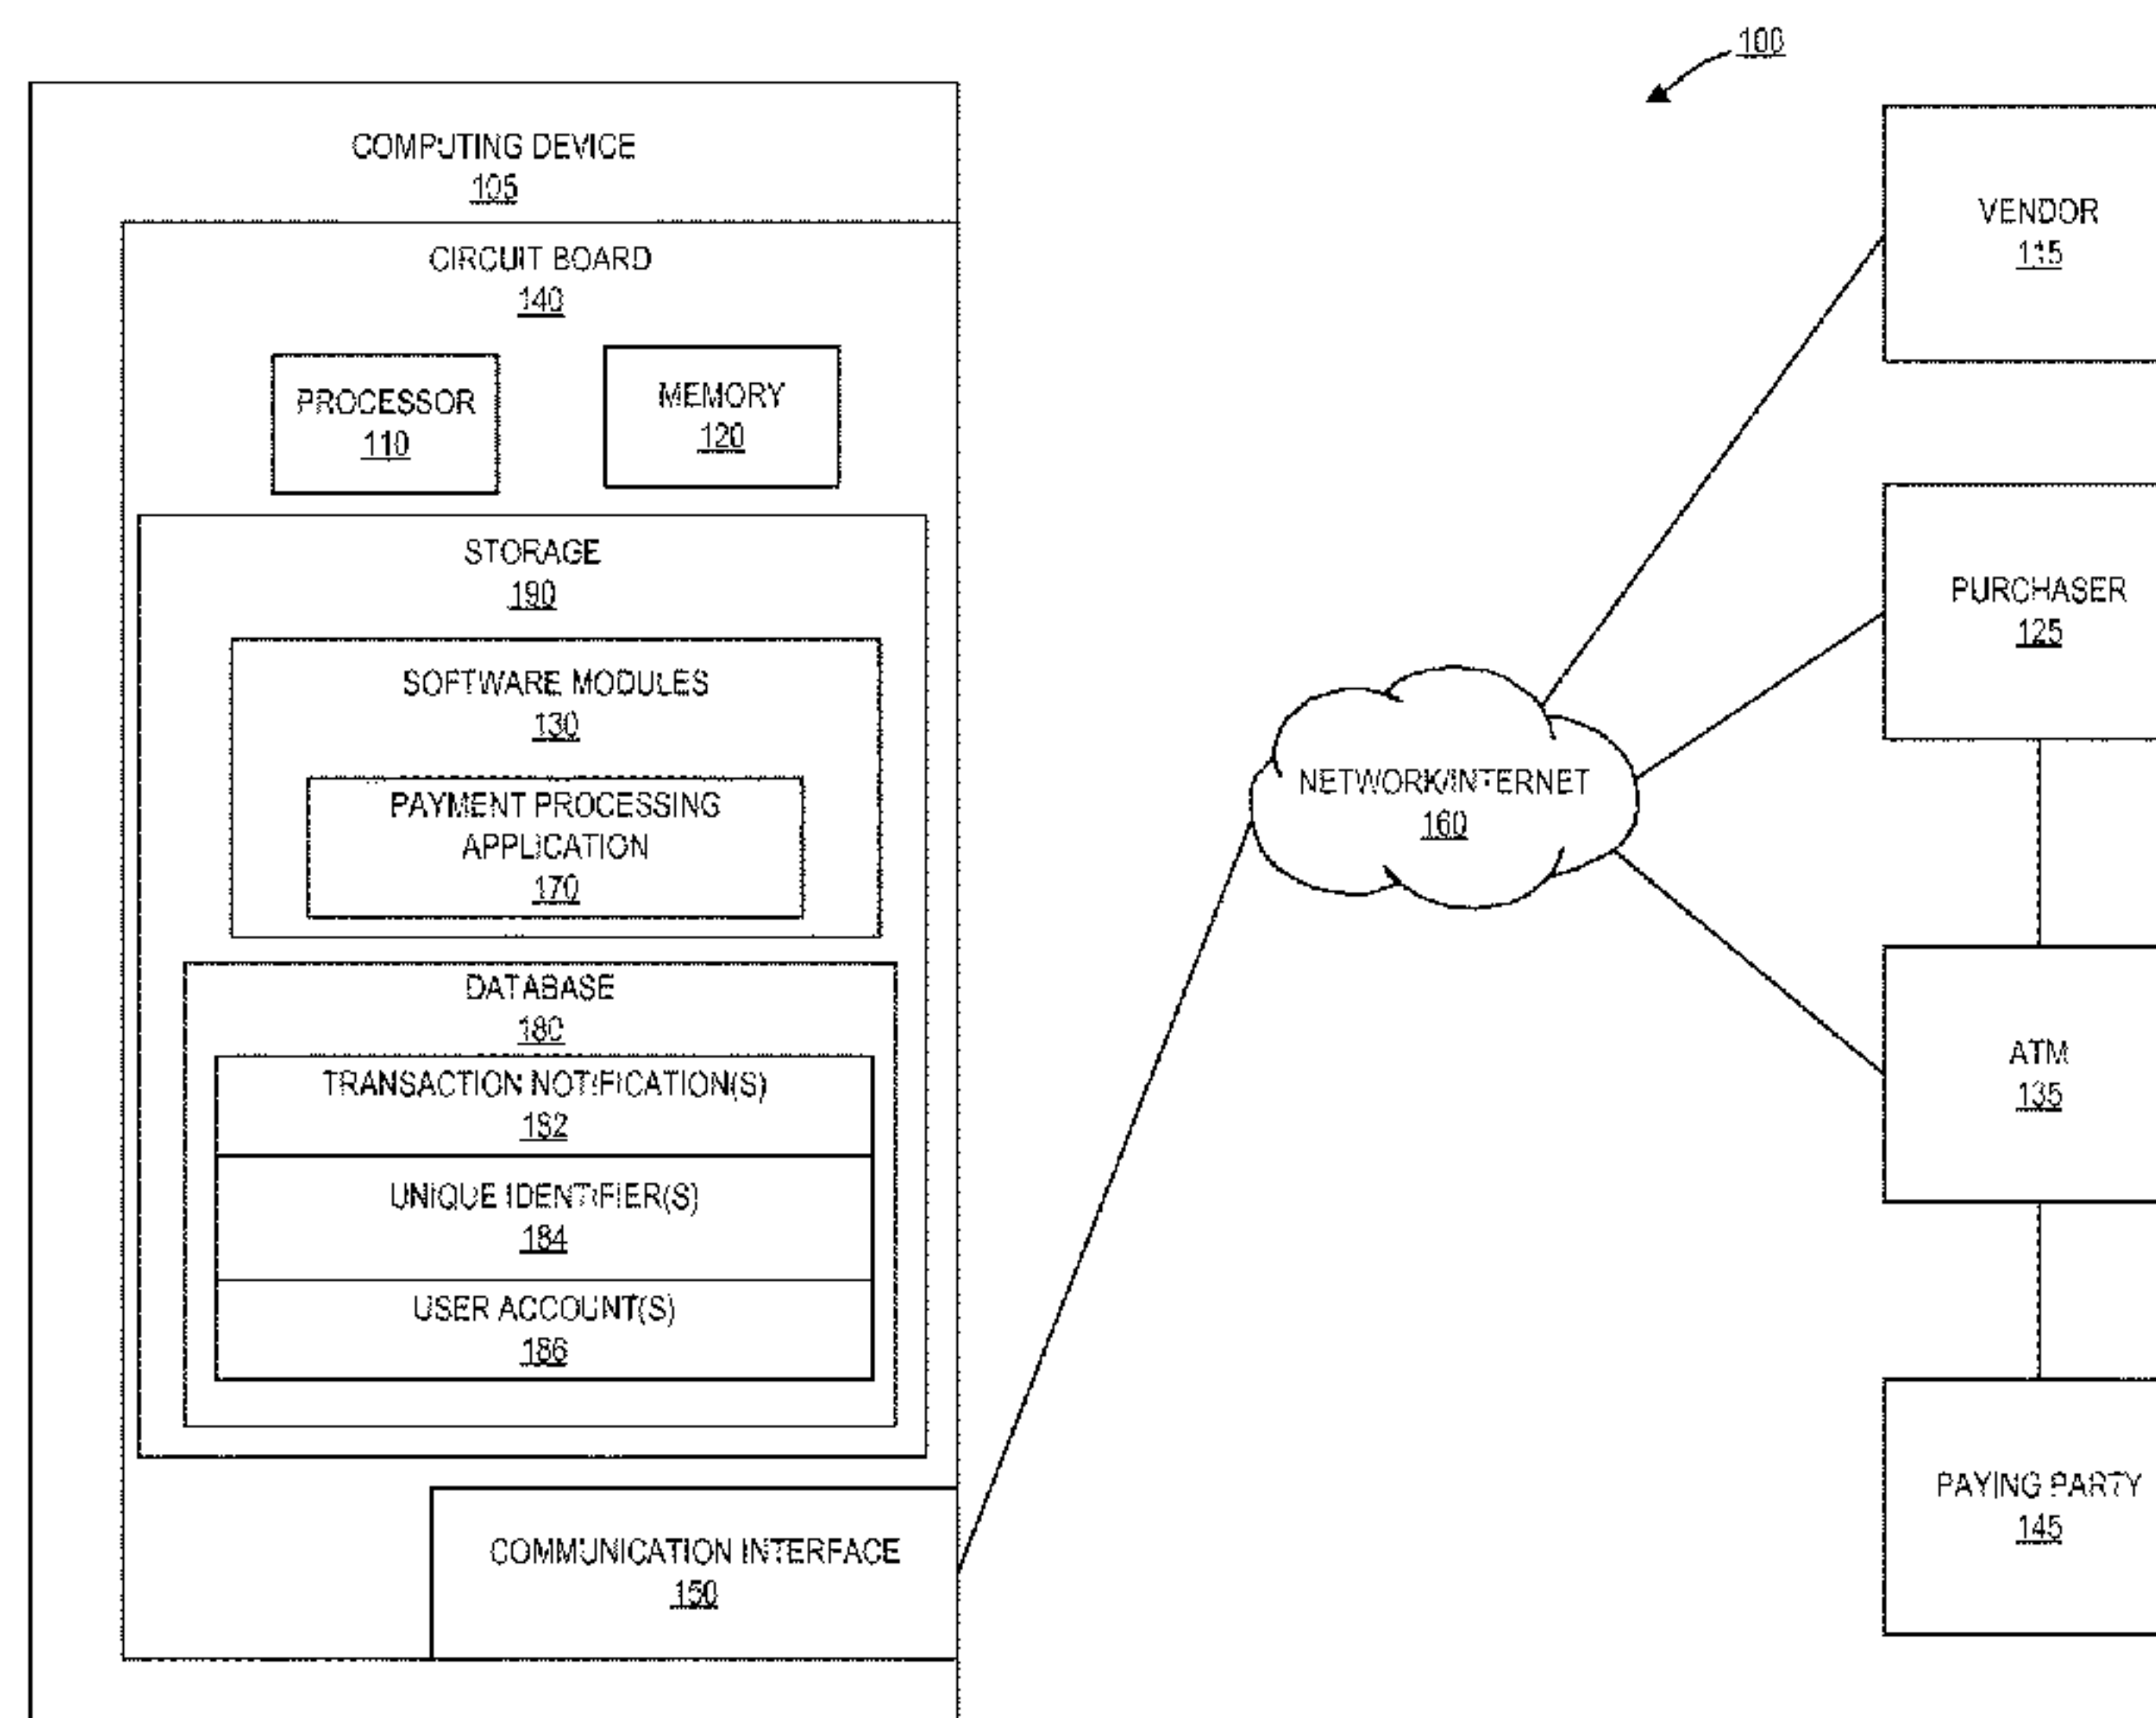 100
COMPUTING DEVICE
105
CIRCUIT BOARD
140
PROCESSOR
110
MEMORY
120
STORAGE
190
SOFTWARE MODULES
130
PAYMENT PROCESSING
APPLICATION
170
DATABASE
180
TRANSACTION NOTIFICATION(S)
182
UNIQUE IDENTIFIER(S)
184
USER ACCOUNT(S)
186
COMMUNICATION INTERFACE
150
NETWORK/INTERNET
160
VENDOR
115
PURCHASER
125
ATM
135
PAYING PARTY
145